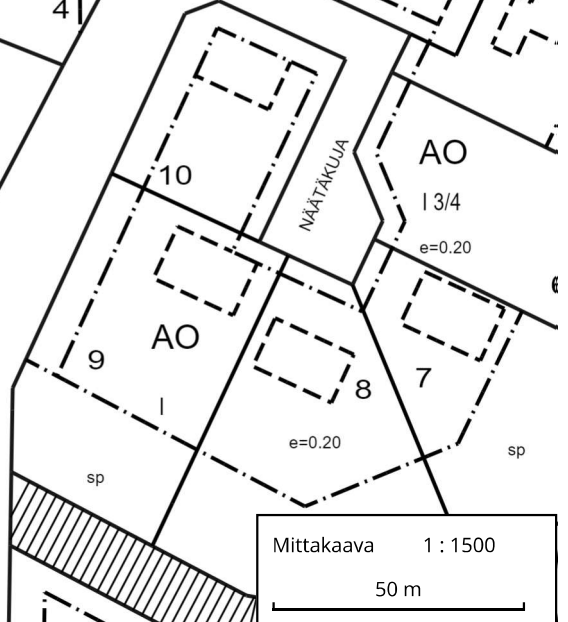 4
10
NÄÄTÄKUJA
AO
I 3/4
e=0.20
AO
9
I
8
7
e=0.20
sp
sp
Mittakaava 1 : 1500
50 m